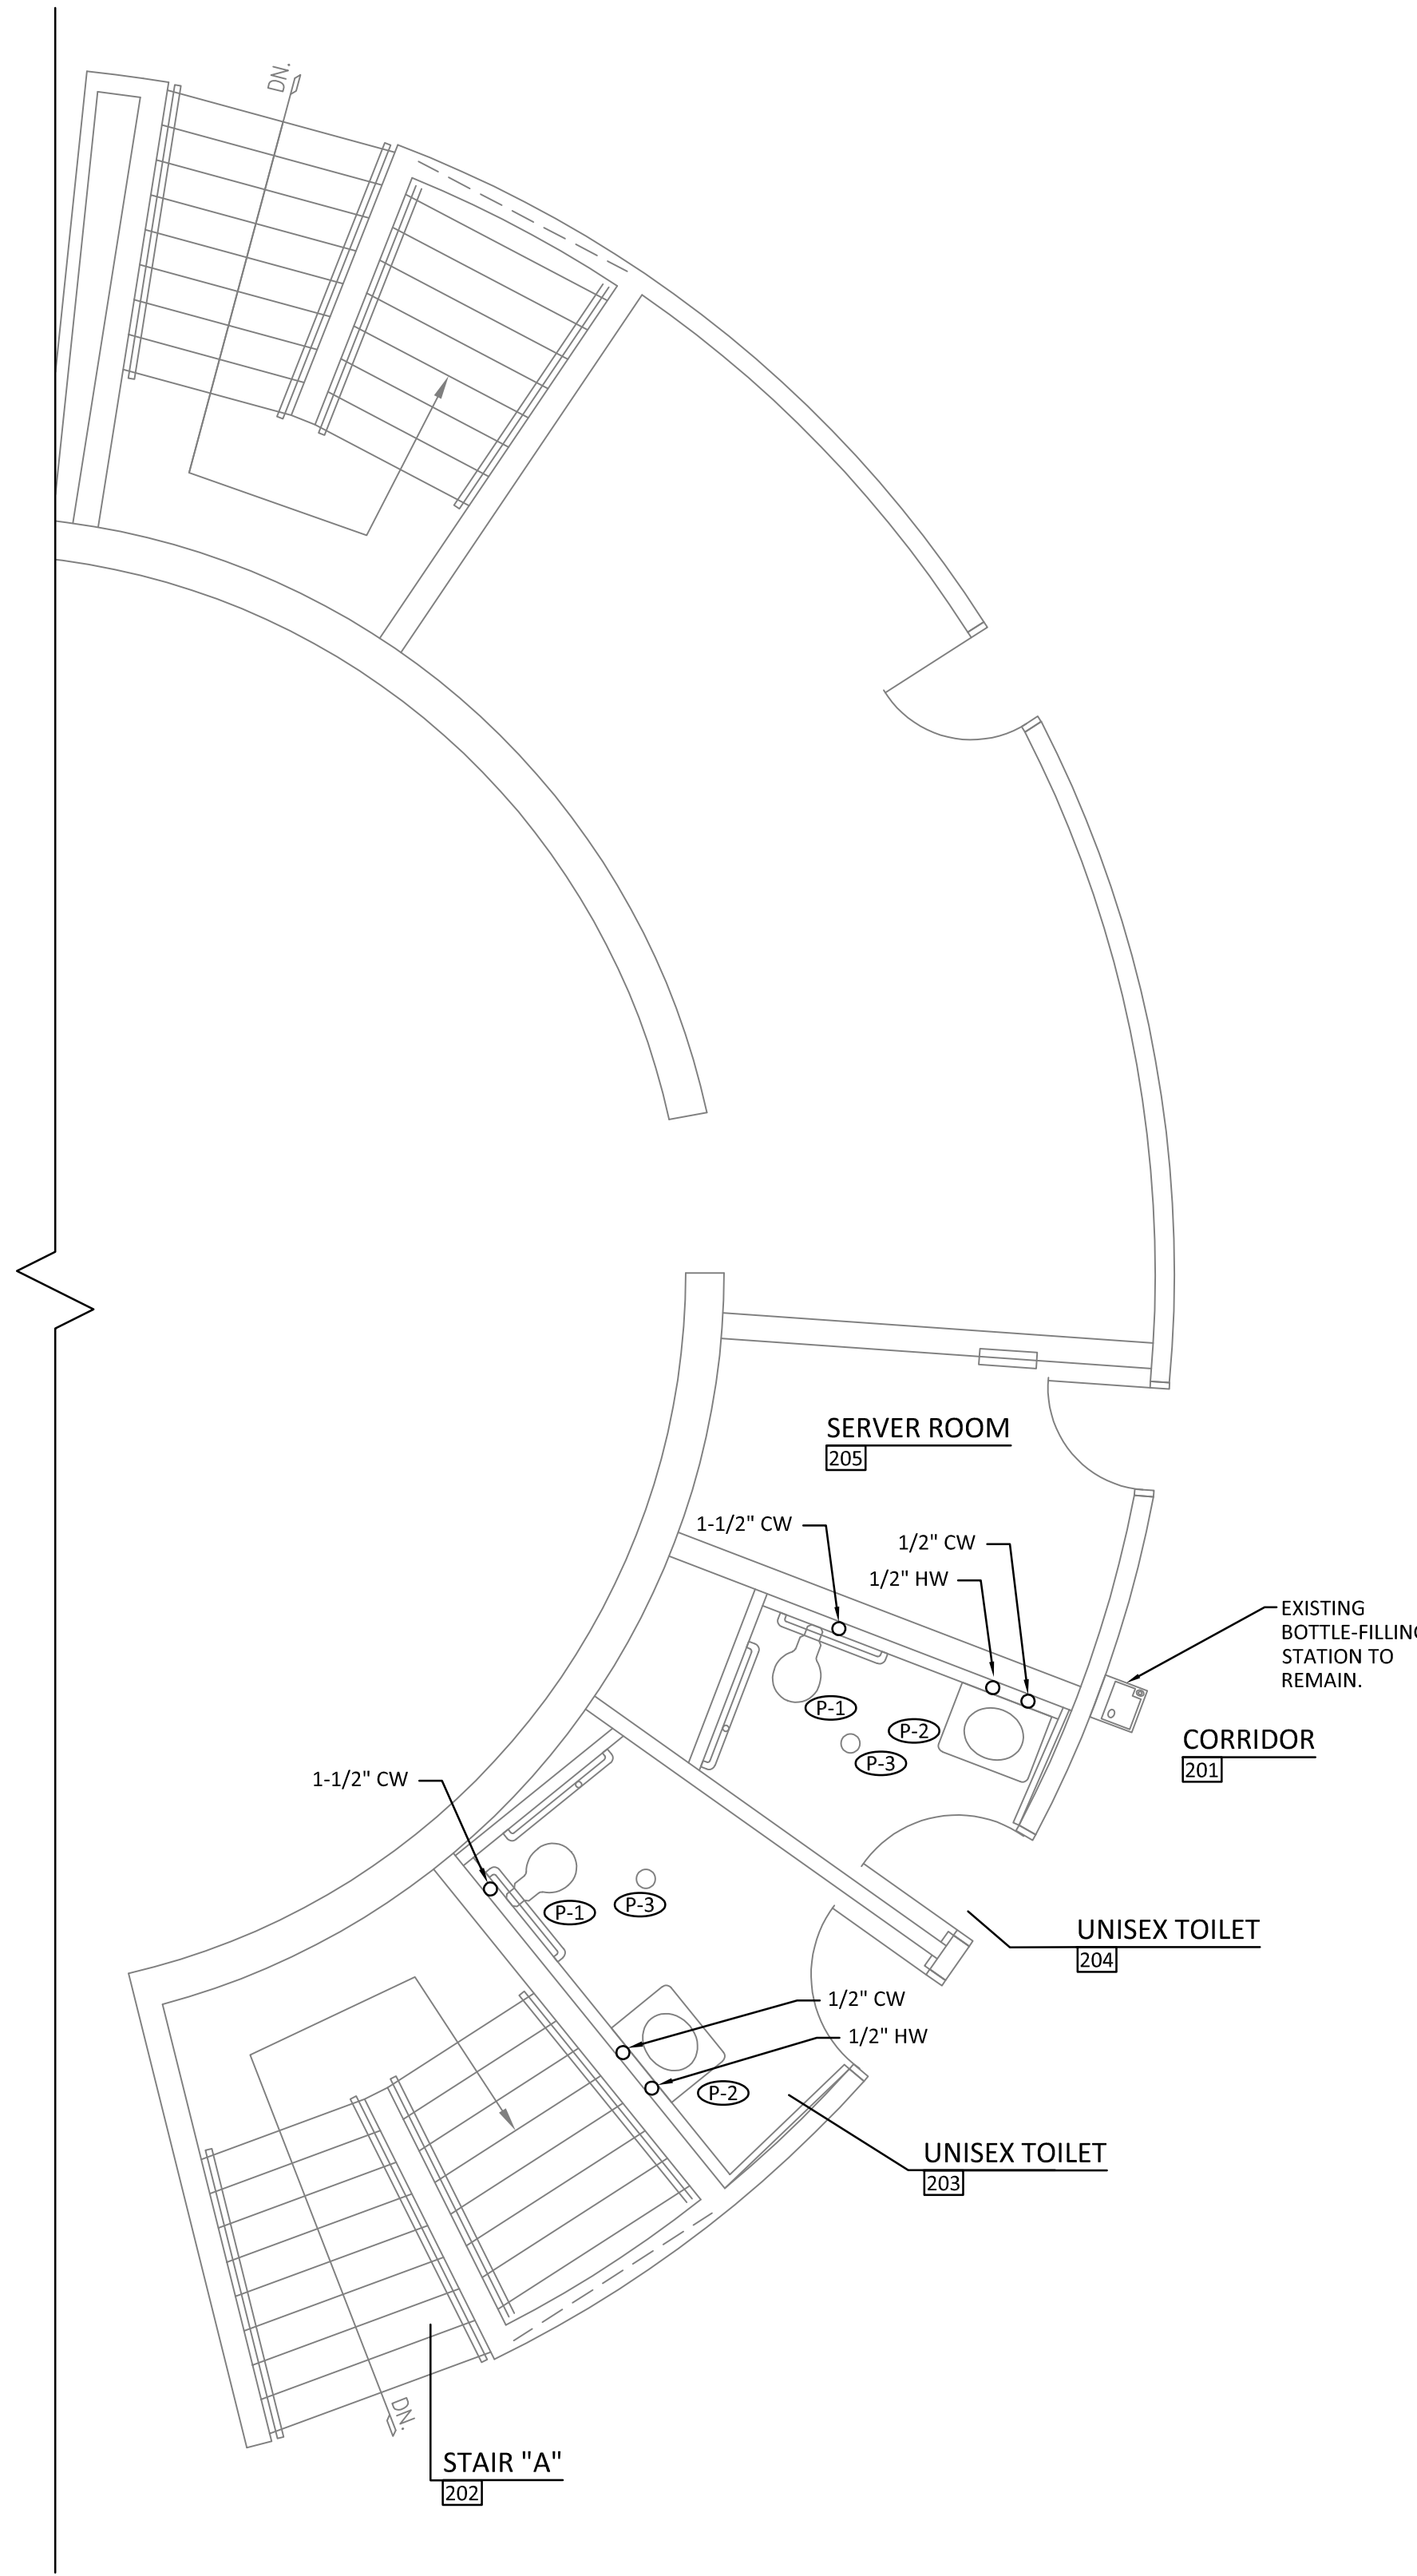 DN.
SERVER ROOM
205
1-1/2" CW
1/2" CW
1/2" HW
EXISTING
BOTTLE-FILLING
STATION TO
REMAIN.
P-1
P-2
P-3
CORRIDOR
201
1-1/2" CW
P-1
P-3
UNISEX TOILET
204
1/2" CW
1/2" HW
P-2
UNISEX TOILET
203
DN.
STAIR "A"
202